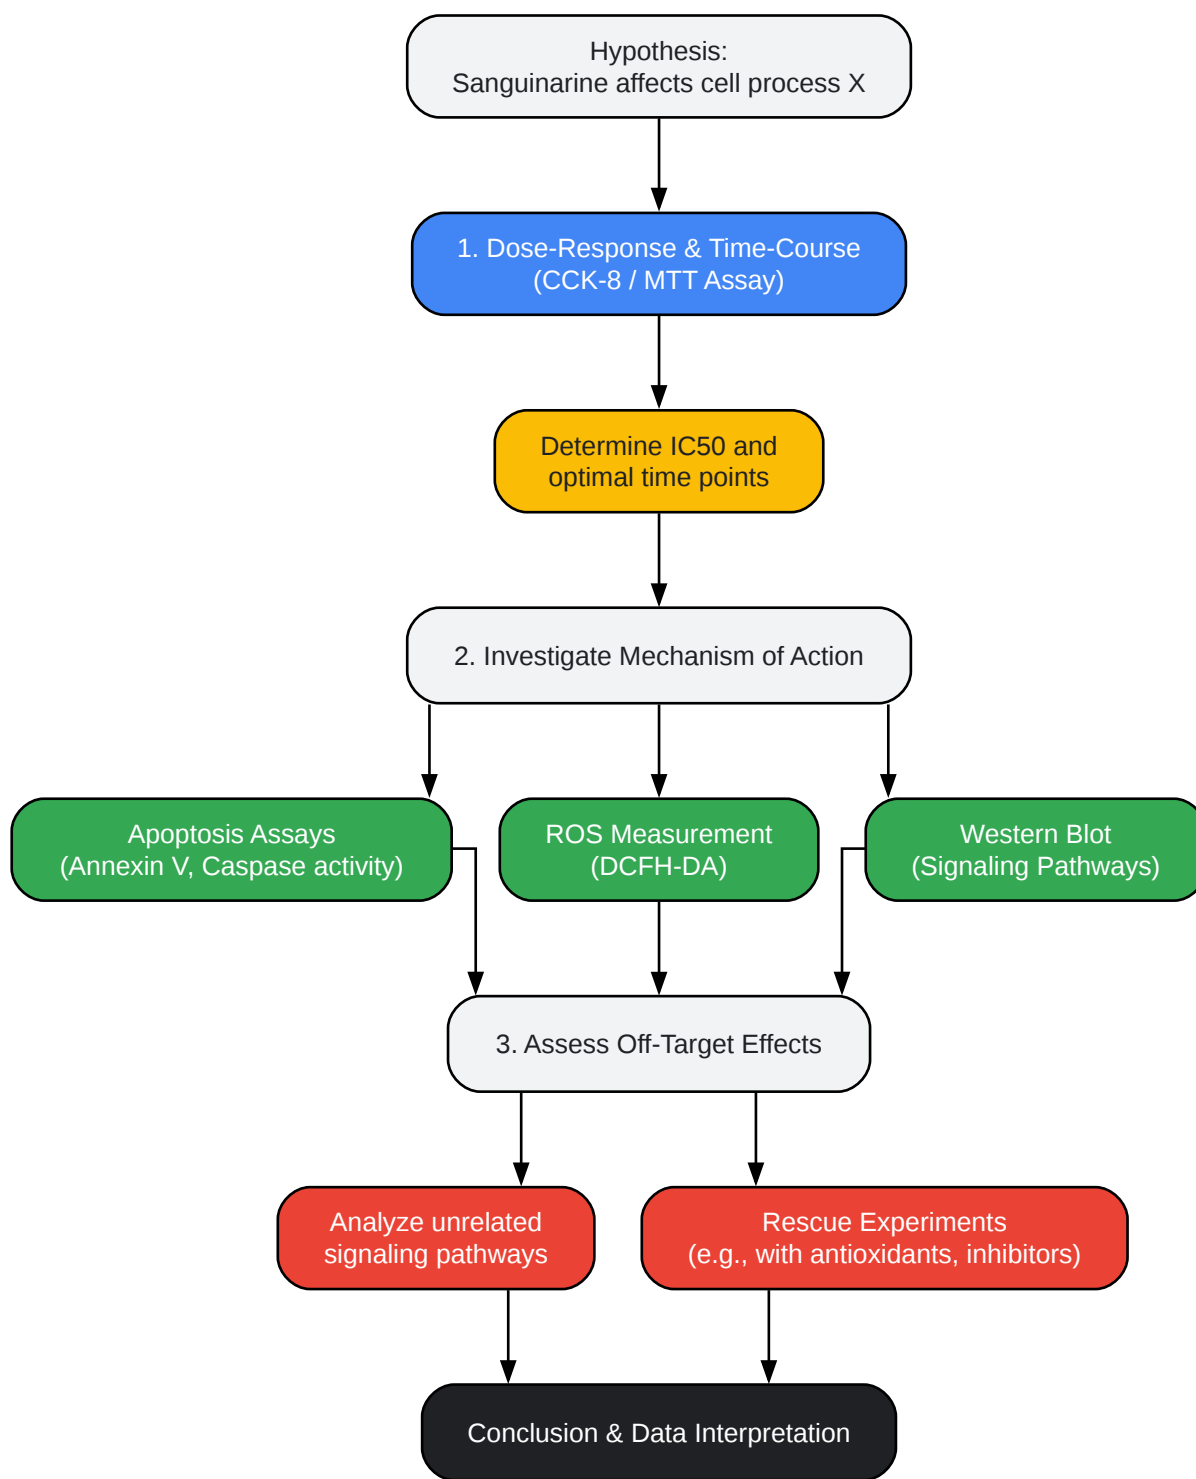 Hypothesis:
Sanguinarine affects cell process X
1. Dose-Response & Time-Course
(CCK-8 / MTT Assay)
Determine IC50 and
optimal time points
2. Investigate Mechanism of Action
Apoptosis Assays
(Annexin V, Caspase activity)
ROS Measurement
(DCFH-DA)
Western Blot
(Signaling Pathways)
3. Assess Off-Target Effects
Analyze unrelated
signaling pathways
Rescue Experiments
(e.g., with antioxidants, inhibitors)
Conclusion & Data Interpretation